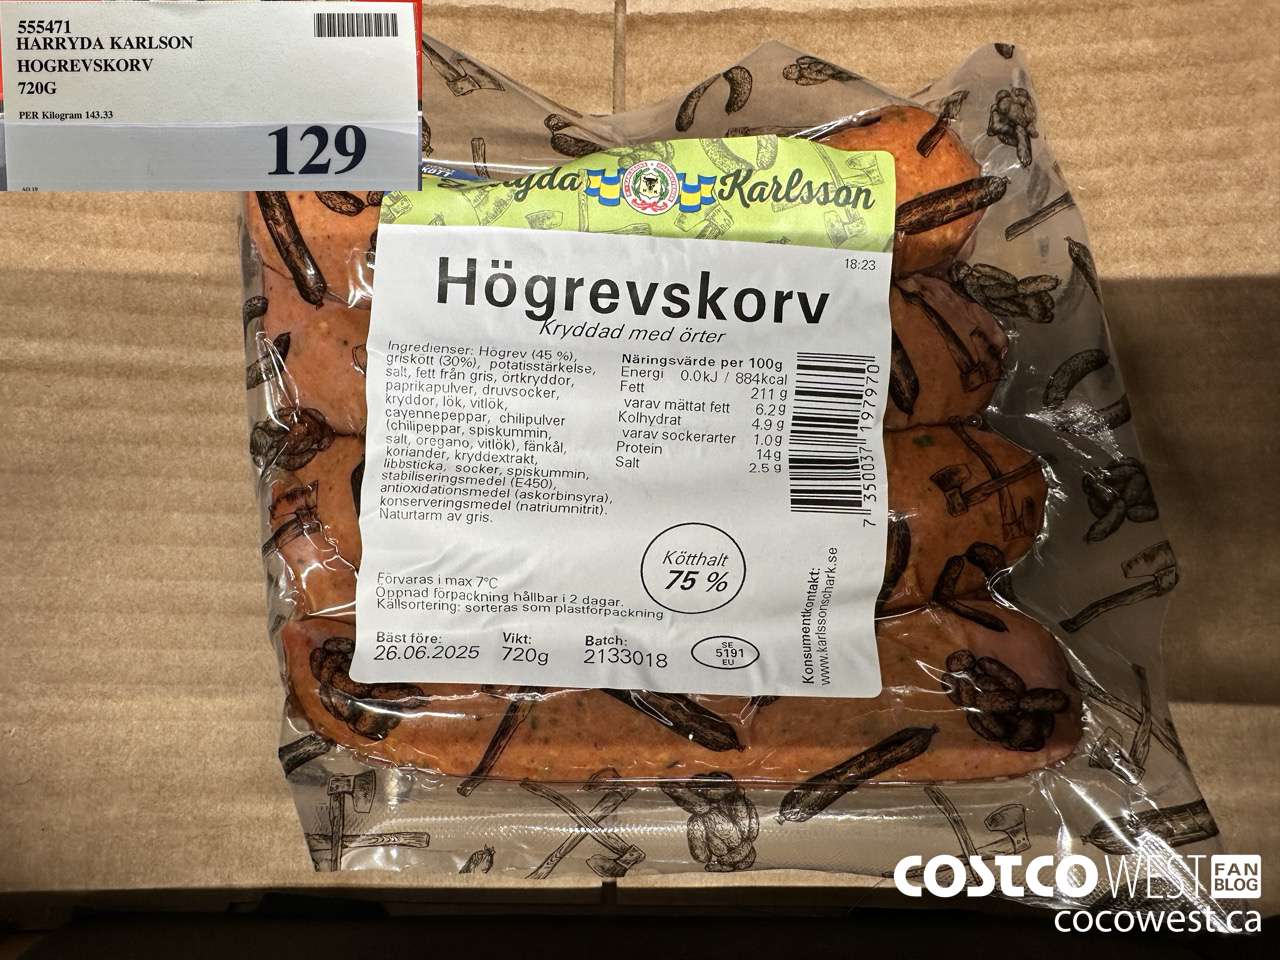 555471
HARRYDA KARLSON
HOGREVSKORV
720G
PER Kilogram 143.33
129
Karlsson
18:23
Högrevskorv
Kryddad med örter
Ingredienser: Högrev (45 %),
griskött (30%), potatisstärkelse,
salt, fett från gris, örtkryddor,
paprikapulver, druvsocker,
kryddor, lök, vitlök,
cayennepeppar, chilipulver
(chilipeppar, spiskummin,
salt, oregano, vitlök), fänkål,
koriander, kryddextrakt,
libbsticka, socker, spiskummin,
stabiliseringsmedel (E450),
antioxidationsmedel (askorbinsyra),
konserveringsmedel (natriumnitrit).
Naturtarm av gris.
Näringsvärde per 100g
Energi 0.0kJ / 884kcal
Fett 211 g
varav mättat fett 6.2g
Kolhydrat 4.9 g
varav sockerarter 1.0g
Protein 14g
Salt 2.5 g
7 350037 197970
Kötthalt
75 %
Förvaras i max 7°C
Öppnad förpackning hållbar i 2 dagar.
Källsortering: sorteras som plastförpackning
Bäst före: Vikt: Batch:
26.06.2025 720g 2133018
SE
5191
EU
Konsumentkontakt:
www.karlssonschark.se
COSTCO WEST FAN BLOG
cocowest.ca